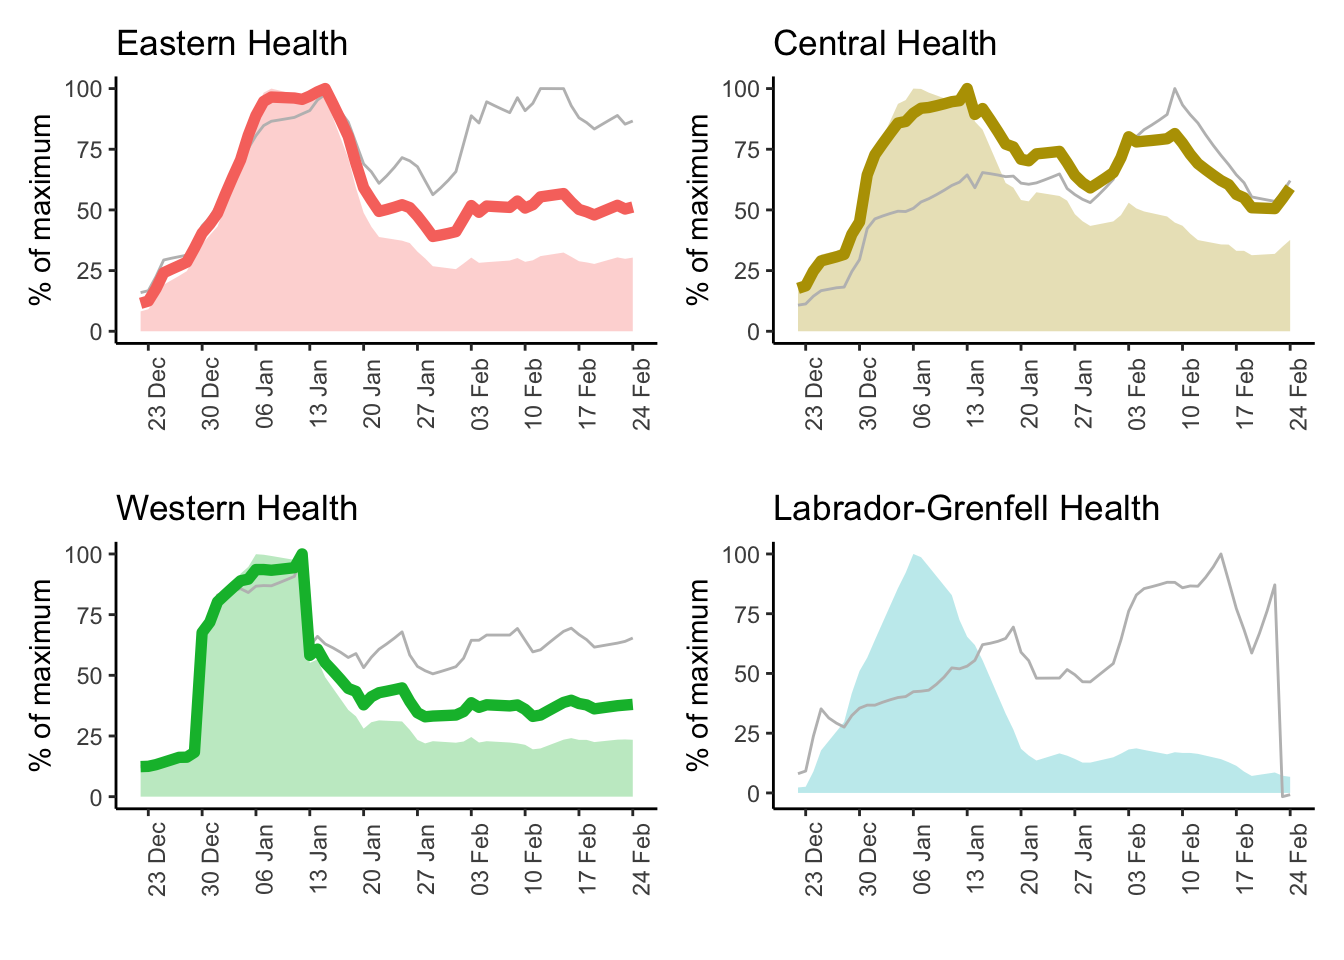 Eastern Health
% of maximum
100
75
50
25
0
23 Dec
30 Dec
06 Jan
13 Jan
20 Jan
27 Jan
03 Feb
10 Feb
17 Feb
24 Feb
Central Health
% of maximum
100
75
50
25
0
23 Dec
30 Dec
06 Jan
13 Jan
20 Jan
27 Jan
03 Feb
10 Feb
17 Feb
24 Feb
Western Health
% of maximum
100
75
50
25
0
23 Dec
30 Dec
06 Jan
13 Jan
20 Jan
27 Jan
03 Feb
10 Feb
17 Feb
24 Feb
Labrador-Grenfell Health
% of maximum
100
75
50
25
0
23 Dec
30 Dec
06 Jan
13 Jan
20 Jan
27 Jan
03 Feb
10 Feb
17 Feb
24 Feb